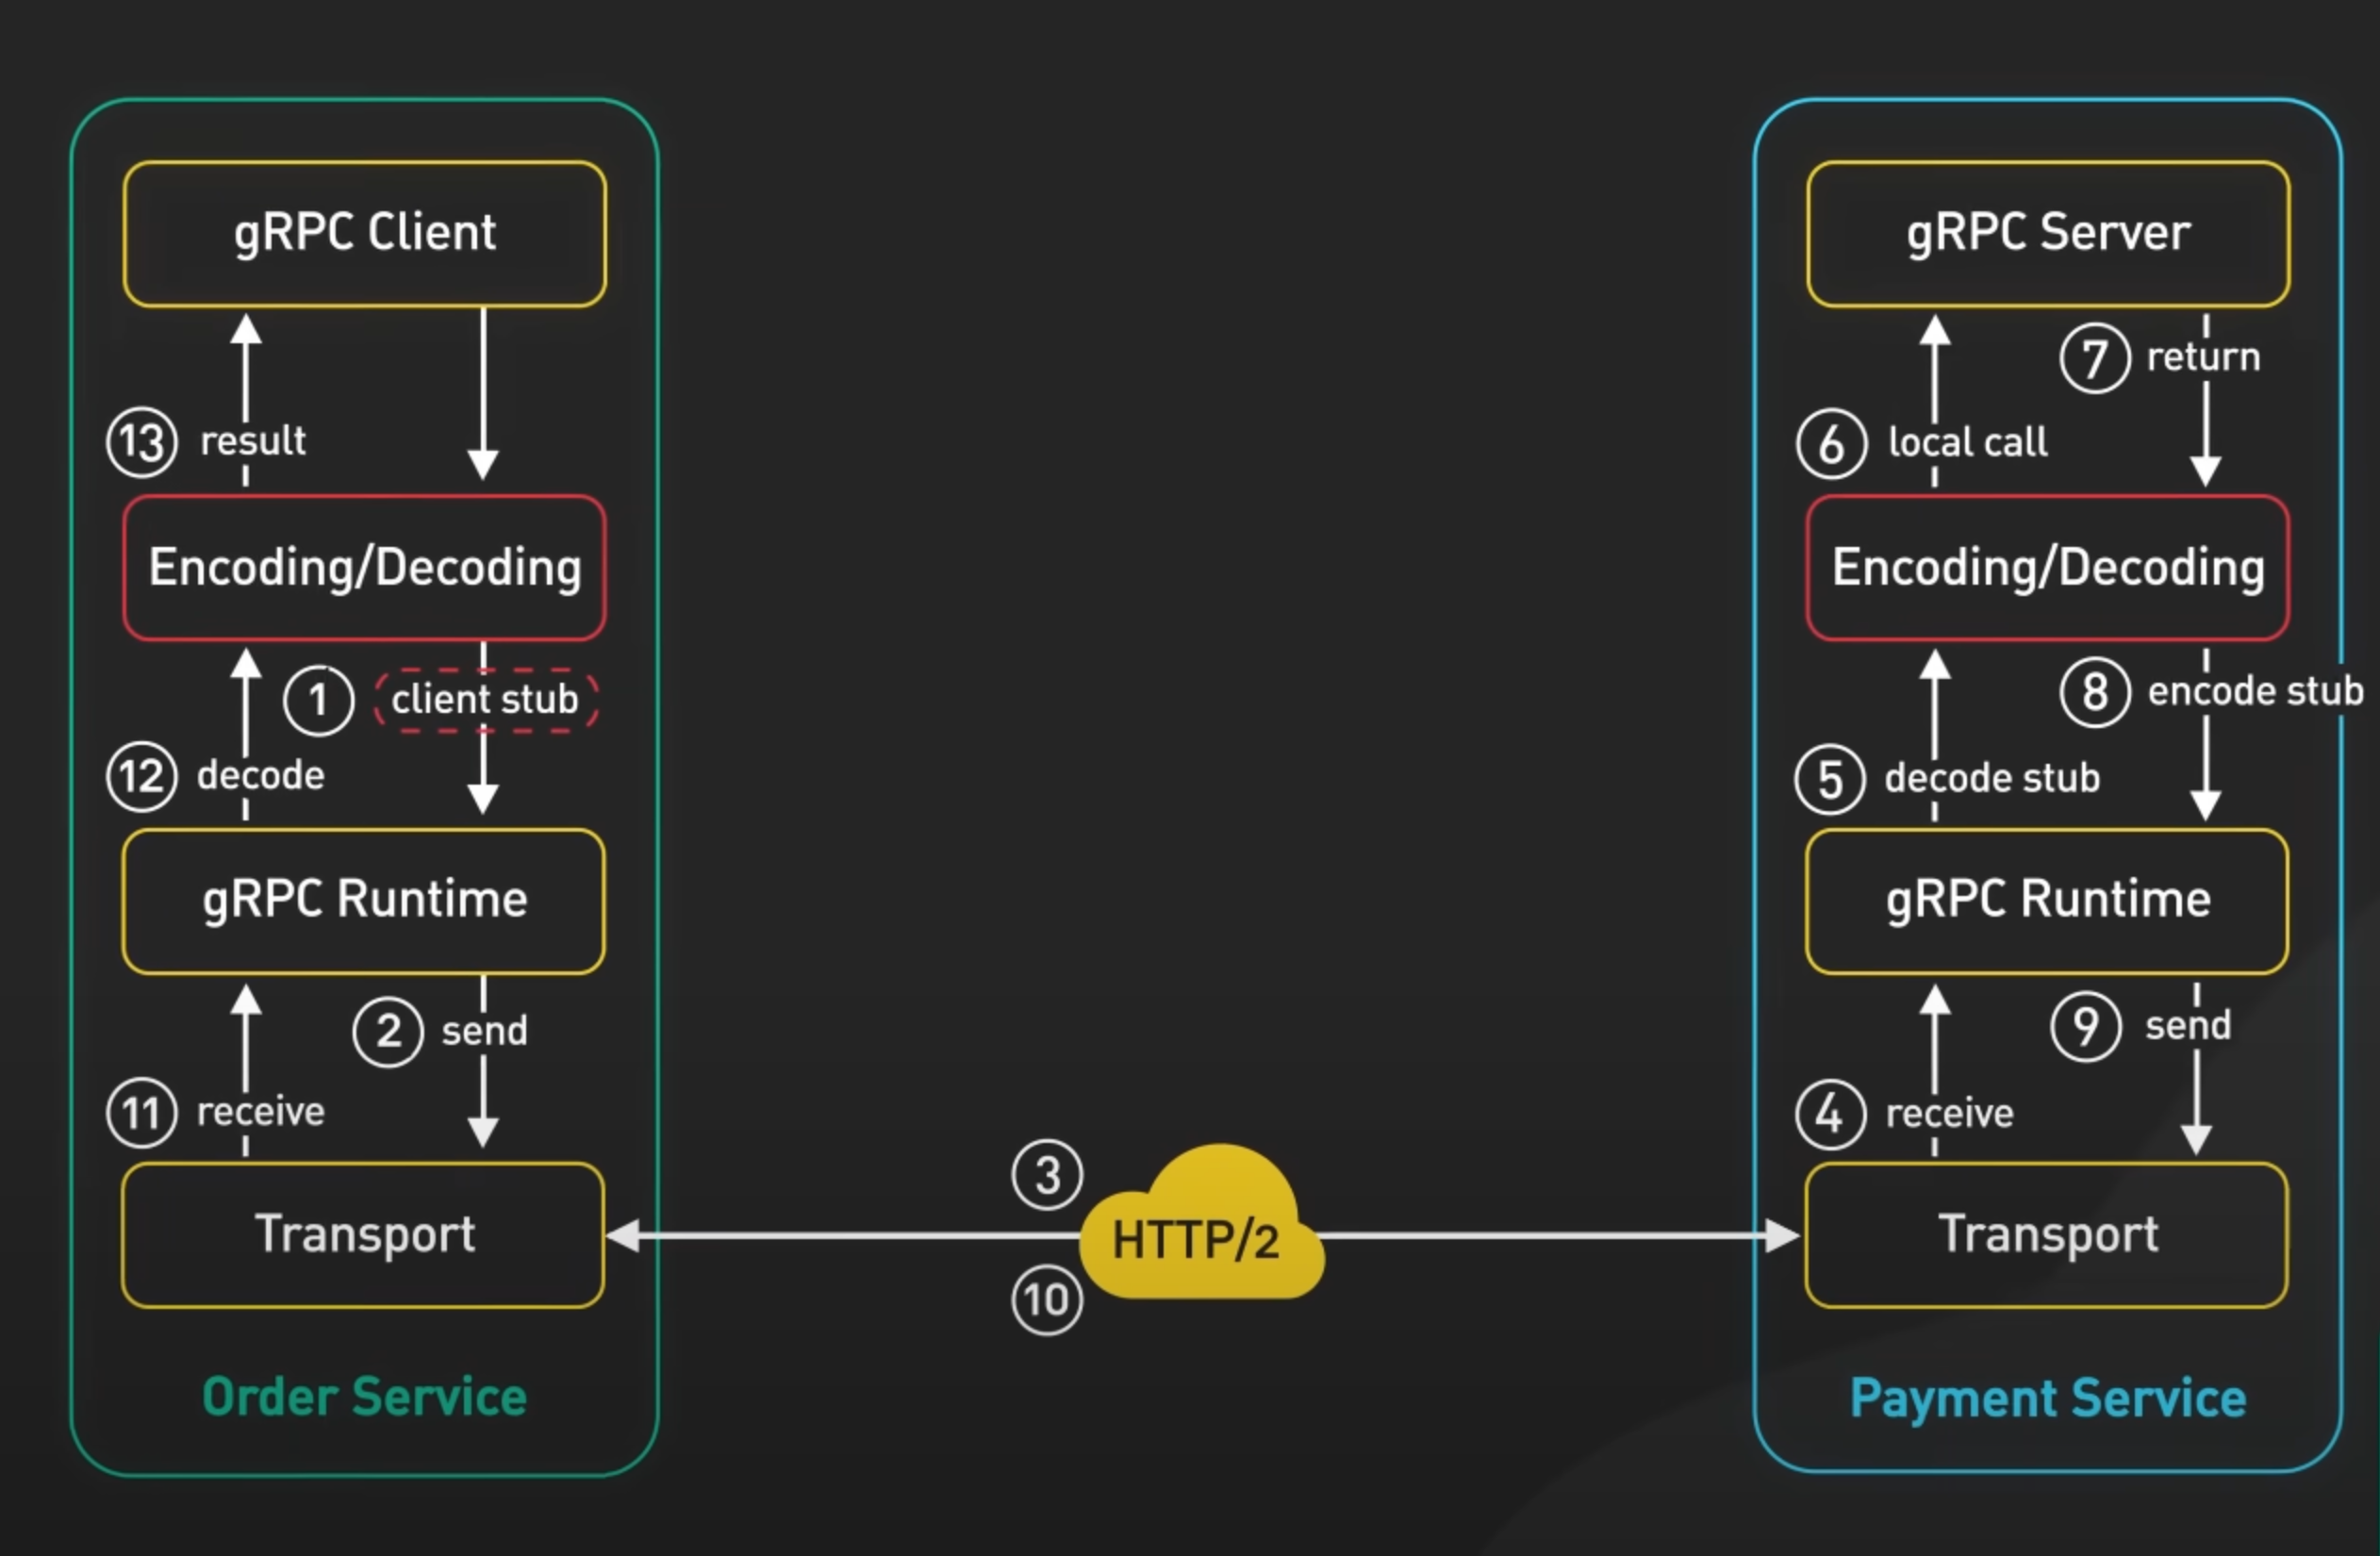 gRPC Client
13 result
Encoding/Decoding
1 client stub
12 decode
gRPC Runtime
2 send
11 receive
Transport
Order Service
3
HTTP/2
10
gRPC Server
7 return
6 local call
Encoding/Decoding
8 encode stub
5 decode stub
gRPC Runtime
9 send
4 receive
Transport
Payment Service